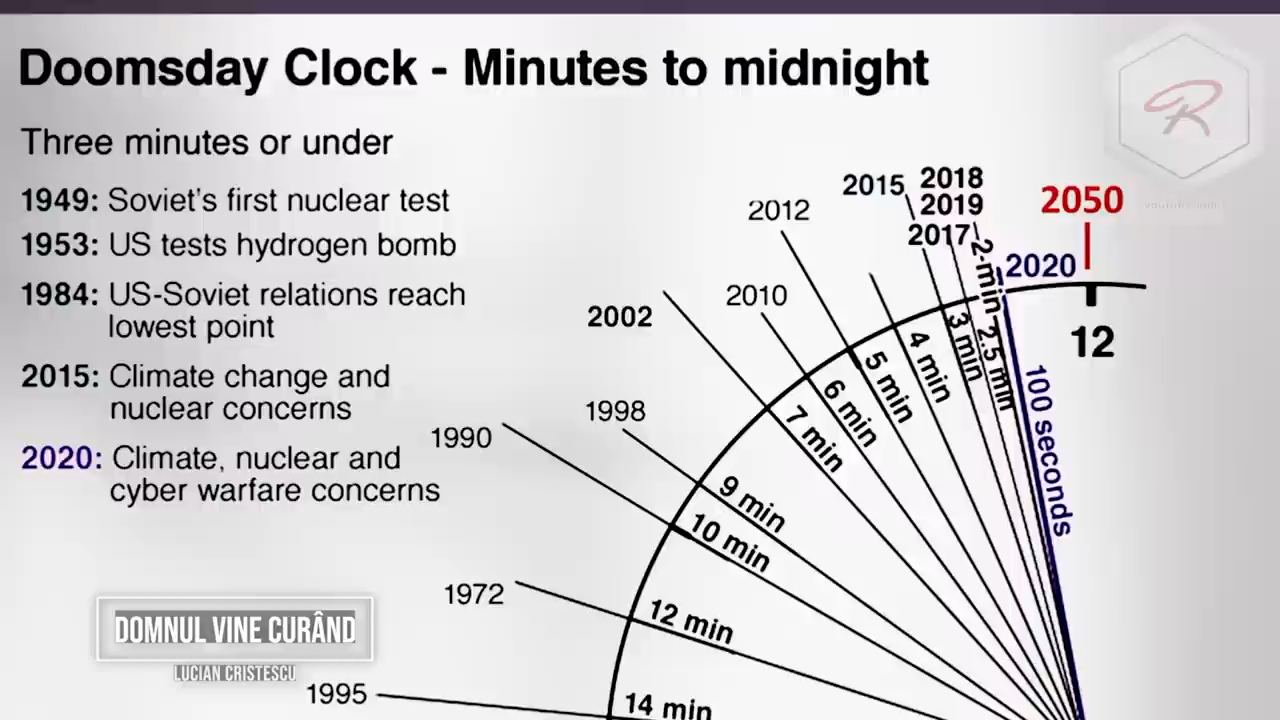 Doomsday Clock - Minutes to midnight
Three minutes or under
1949: Soviet's first nuclear test
1953: US tests hydrogen bomb
1984: US-Soviet relations reach
lowest point
2015: Climate change and
nuclear concerns
2020: Climate, nuclear and
cyber warfare concerns
2018
2015
2019
2050
2012
2017
2-min
2020
2010
2002
12
3 min
2.5 min
4 min
5 min
6 min
7 min
100 seconds
1998
1990
9 min
10 min
1972
12 min
1995
14 min
R
DOMNUL VINE CURÂND
LUCIAN CRISTESCU